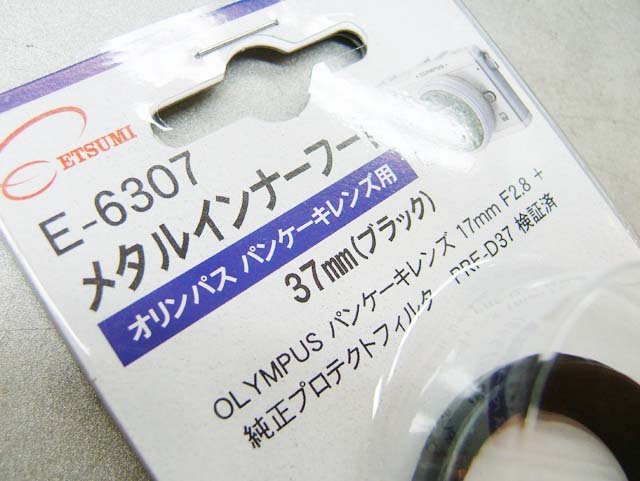 ETSUMI
E-6307
メタルインナーフード
オリンパス パンケーキレンズ用
37mm(ブラック)
OLYMPUS パンケーキレンズ 17mm F2.8 +
純正プロテクトフィルター PRF-D37 検証済